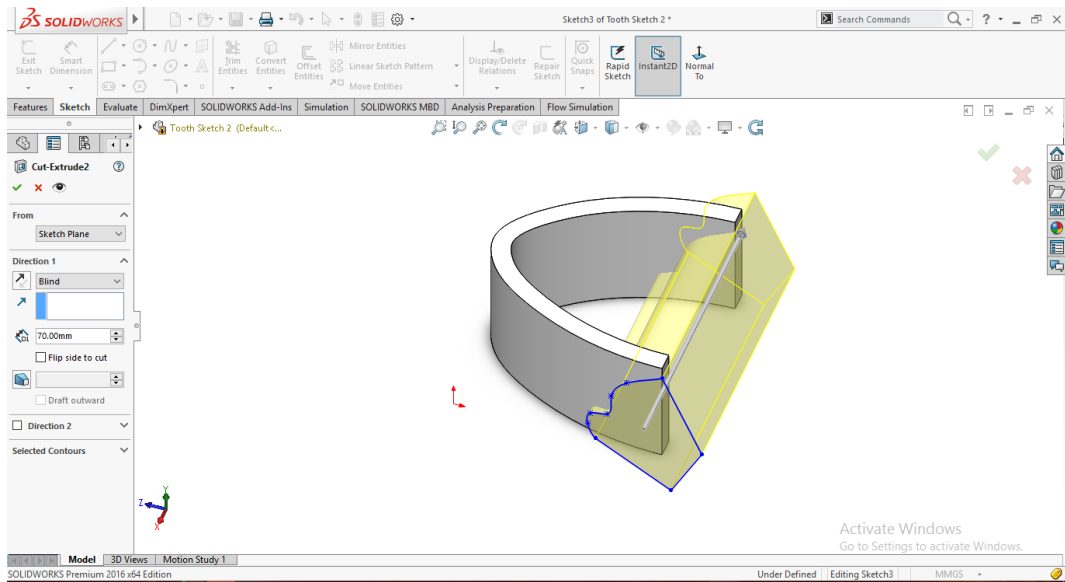 SOLIDWORKS
Sketch3 of Tooth Sketch 2 *
Search Commands
Exit Sketch
Smart Dimension
Trim Entities
Convert Entities
Offset Entities
Mirror Entities
Linear Sketch Pattern
Move Entities
Display/Delete Relations
Repair Sketch
Quick Snaps
Rapid Sketch
Instant2D
Normal To
Features Sketch Evaluate DimXpert SOLIDWORKS Add-Ins Simulation SOLIDWORKS MBD Analysis Preparation Flow Simulation
Tooth Sketch 2 (Default<...
Cut-Extrude2
From
Sketch Plane
Direction 1
Blind
D1
70.00mm
Flip side to cut
Draft outward
Direction 2
Selected Contours
Y
Z
X
Activate Windows
Go to Settings to activate Windows.
Model 3D Views Motion Study 1
SOLIDWORKS Premium 2016 x64 Edition
Under Defined Editing Sketch3 MMGS